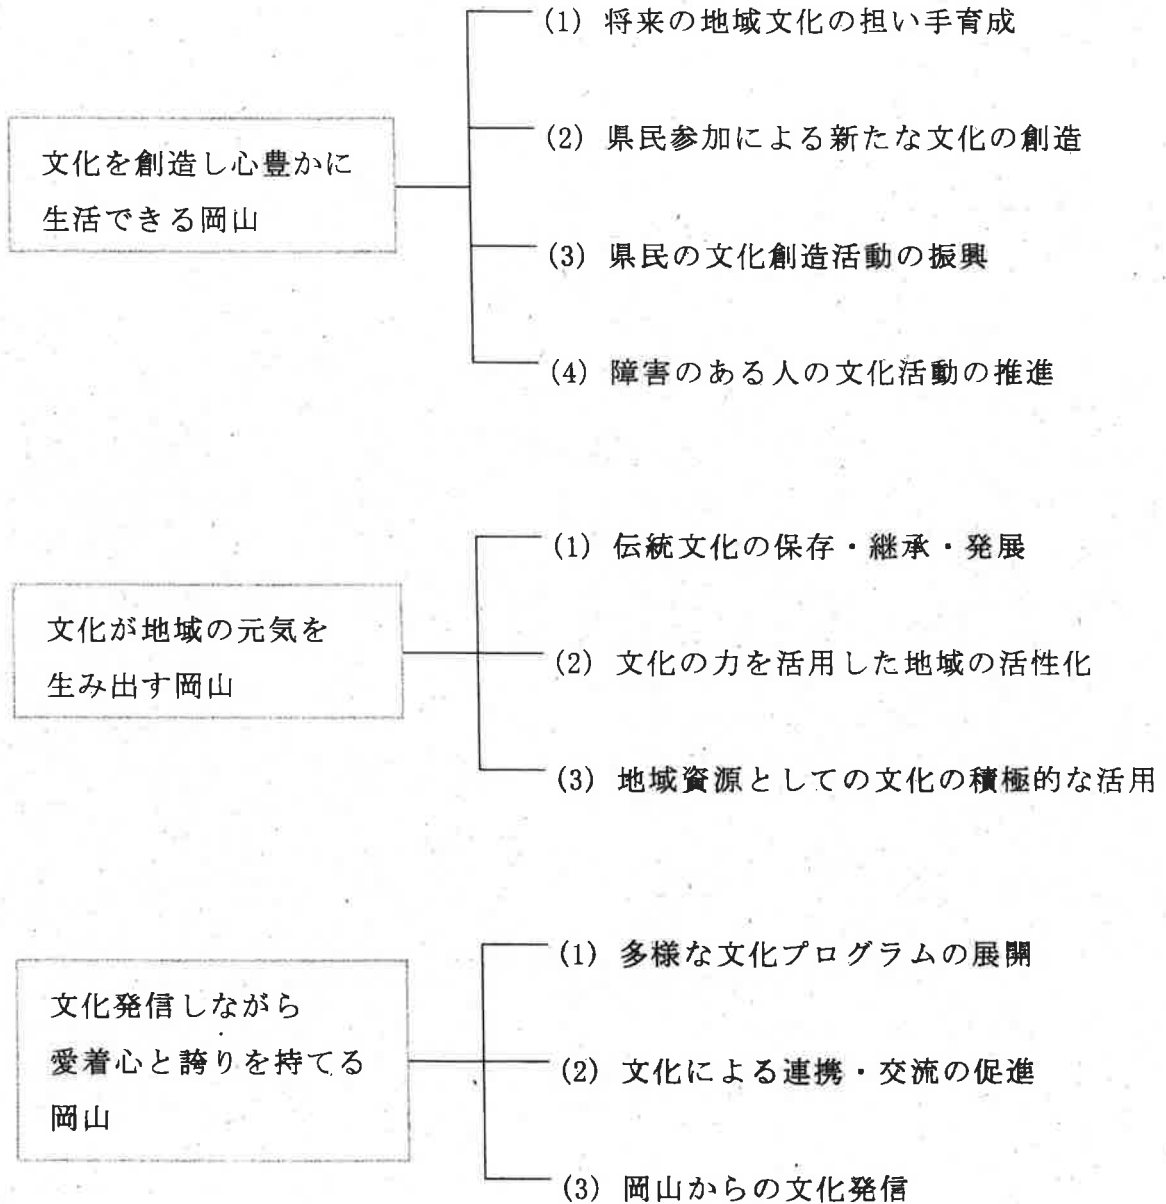 文化を創造し心豊かに
生活できる岡山
(1) 将来の地域文化の担い手育成
(2) 県民参加による新たな文化の創造
(3) 県民の文化創造活動の振興
(4) 障害のある人の文化活動の推進
文化が地域の元気を
生み出す岡山
(1) 伝統文化の保存・継承・発展
(2) 文化の力を活用した地域の活性化
(3) 地域資源としての文化の積極的な活用
文化発信しながら
愛着心と誇りを持てる
岡山
(1) 多様な文化プログラムの展開
(2) 文化による連携・交流の促進
(3) 岡山からの文化発信